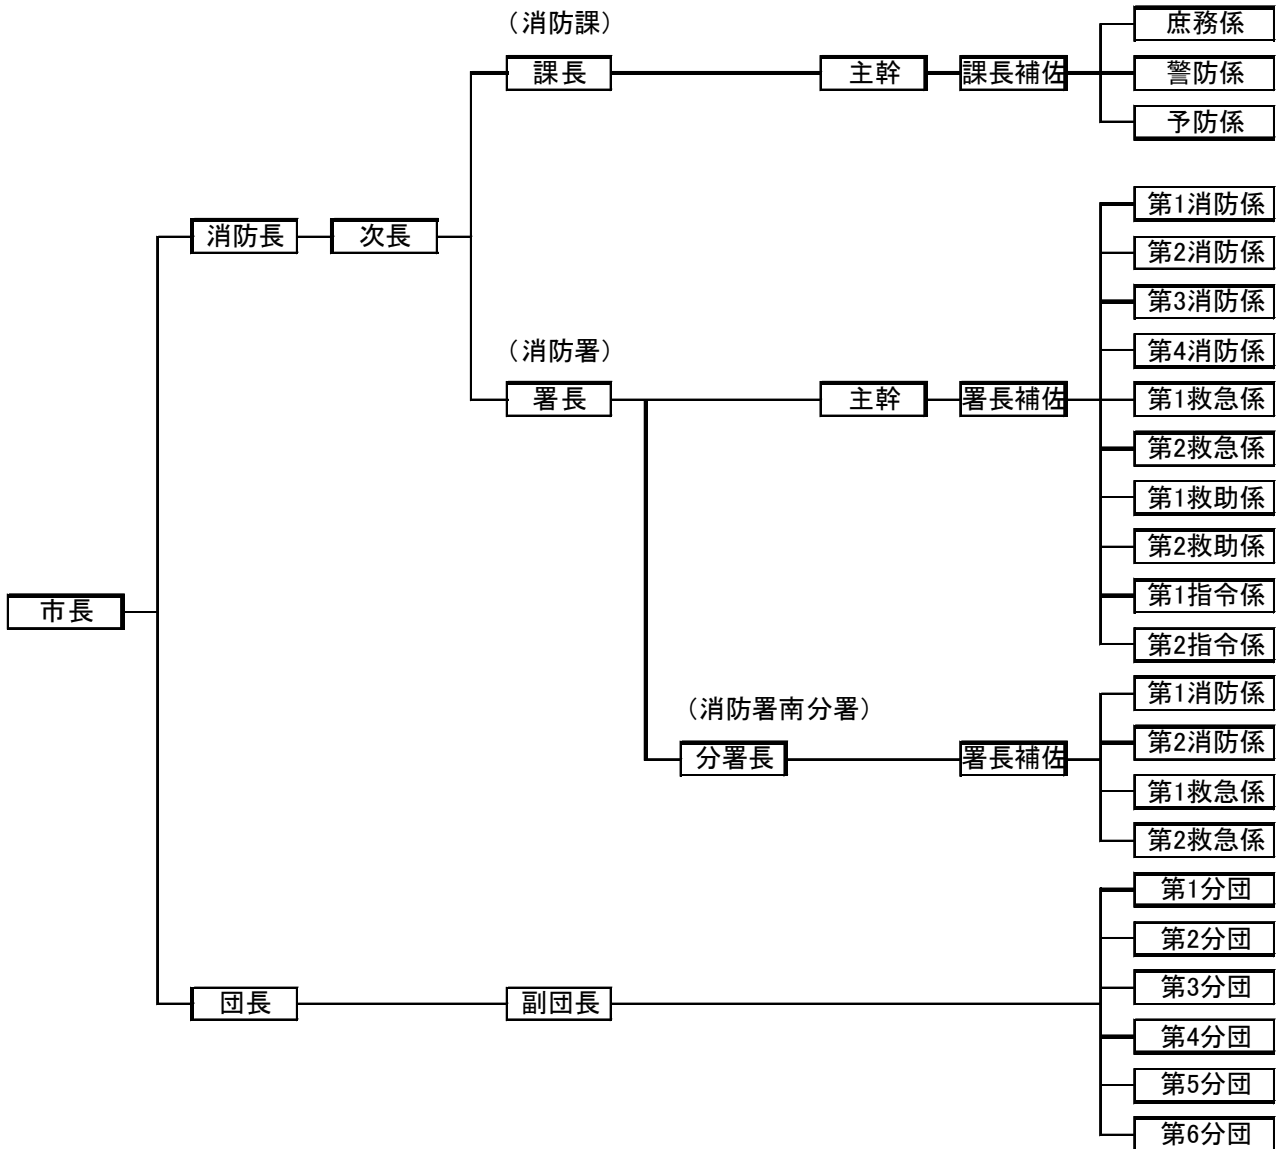 (消防課)
庶務係
課長
主幹
課長補佐
警防係
予防係
第1消防係
消防長
次長
第2消防係
第3消防係
(消防署)
第4消防係
署長
主幹
署長補佐
第1救急係
第2救急係
第1救助係
第2救助係
市長
第1指令係
第2指令係
(消防署南分署)
第1消防係
分署長
署長補佐
第2消防係
第1救急係
第2救急係
第1分団
第2分団
団長
副団長
第3分団
第4分団
第5分団
第6分団